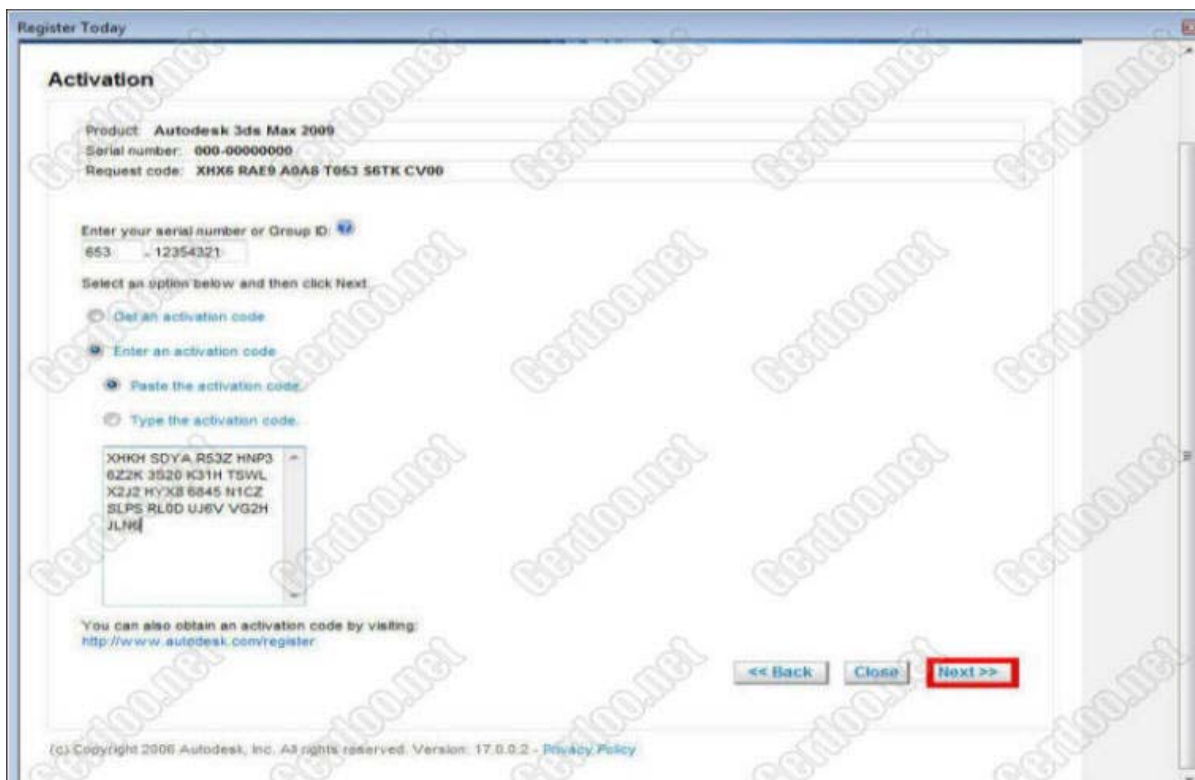 Register Today
Activation
Product: Autodesk 3ds Max 2009
Serial number: 000-00000000
Request code: XHX6 RAE9 A0A8 T053 S6TK CV00
Enter your serial number or Group ID:
653 - 12354321
Select an option below and then click Next.
Get an activation code
Enter an activation code
Paste the activation code.
Type the activation code.
XHKH SDYA R53Z HNP3
6Z2K 3S20 K31H TSWL
X2J2 HYX8 6845 N1CZ
SLPS RL0D UJ6V VG2H
JLN6
You can also obtain an activation code by visiting:
http://www.autodesk.com/register
<< Back Close Next >>
(c) Copyright 2006 Autodesk, Inc. All rights reserved. Version: 17.0.0.2 - Privacy Policy
Gerdoo.net